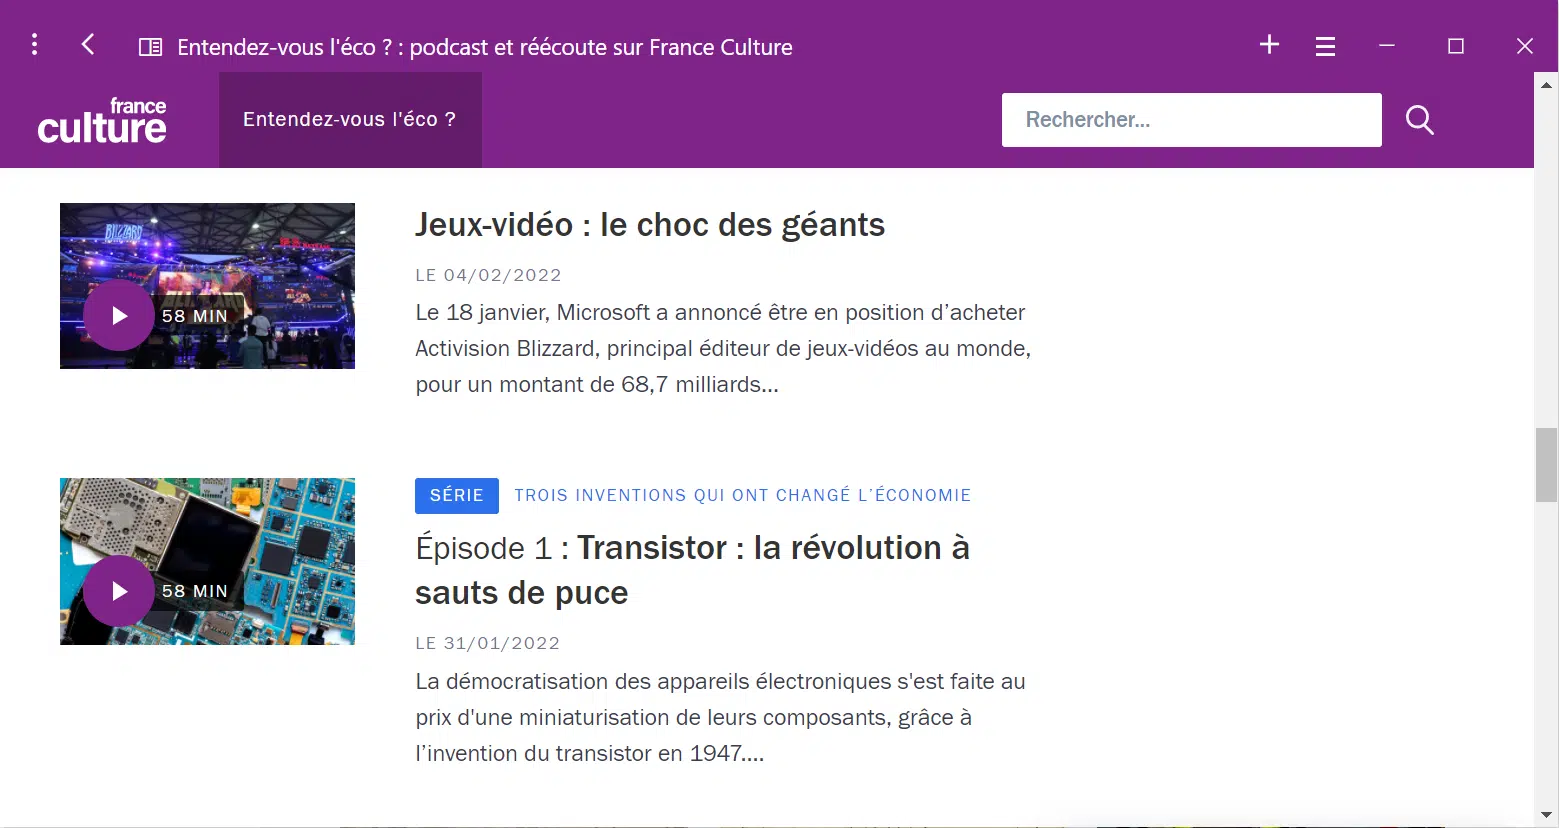 Entendez-vous l'éco ? : podcast et réécoute sur France Culture
france
culture
Entendez-vous l'éco ?
Rechercher...
BLIZZARD
58 MIN
Jeux-vidéo : le choc des géants
LE 04/02/2022
Le 18 janvier, Microsoft a annoncé être en position d’acheter
Activision Blizzard, principal éditeur de jeux-vidéos au monde,
pour un montant de 68,7 milliards...
58 MIN
SÉRIE TROIS INVENTIONS QUI ONT CHANGÉ L’ÉCONOMIE
Épisode 1 : Transistor : la révolution à
sauts de puce
LE 31/01/2022
La démocratisation des appareils électroniques s'est faite au
prix d'une miniaturisation de leurs composants, grâce à
l’invention du transistor en 1947....